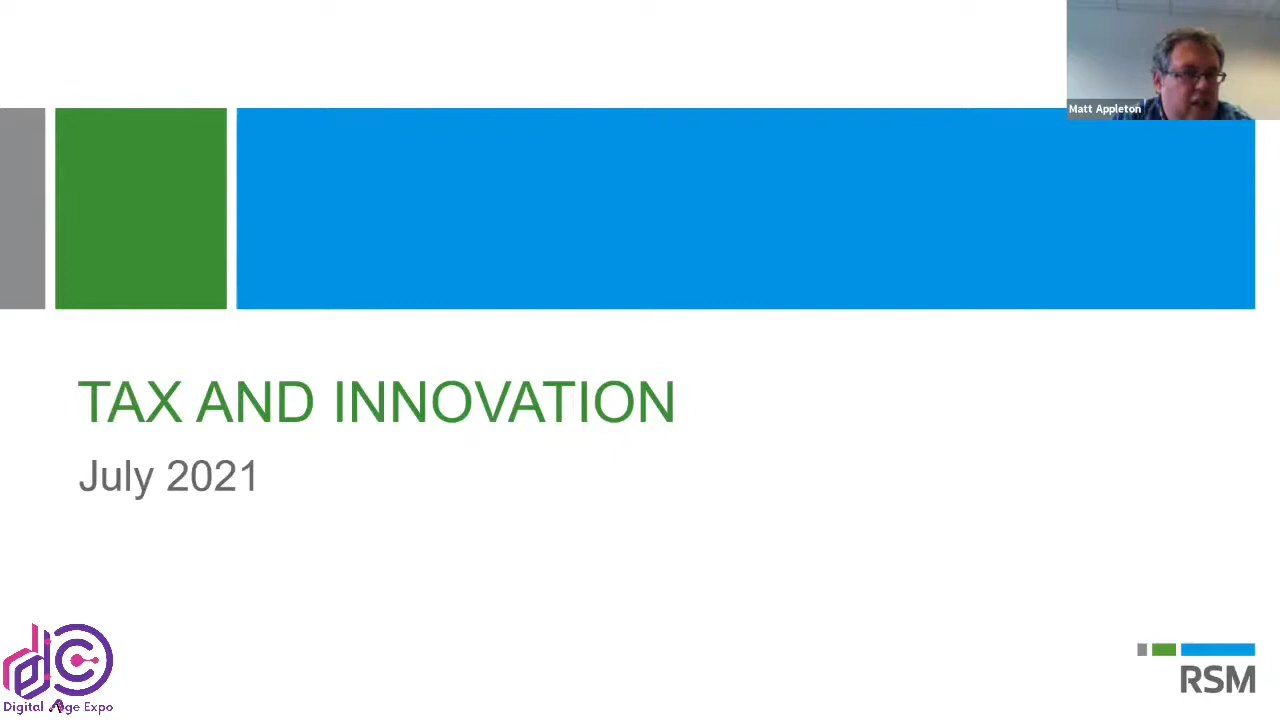 Matt Appleton
TAX AND INNOVATION
July 2021
Digital Age Expo
RSM